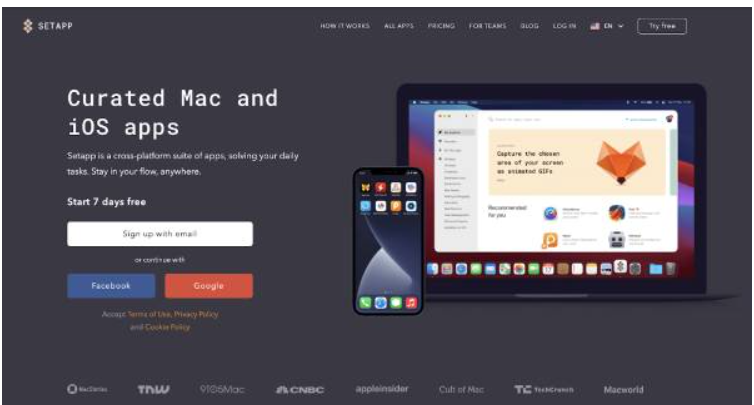 SETAPP
HOW IT WORKS ALL APPS PRICING FOR TEAMS BLOG LOG IN EN Try free
Curated Mac and
iOS apps
Setapp is a cross-platform suite of apps, solving your daily
tasks. Stay in your flow, anywhere.
Start 7 days free
Sign up with email
or continue with
Facebook Google
Accept Terms of Use, Privacy Policy
and Cookie Policy
Capture the chosen
area of your screen
as animated GIFs
Recommended
for you
MacStories TNW 9TO5Mac CNBC appleinsider Cult of Mac TC TechCrunch Macworld